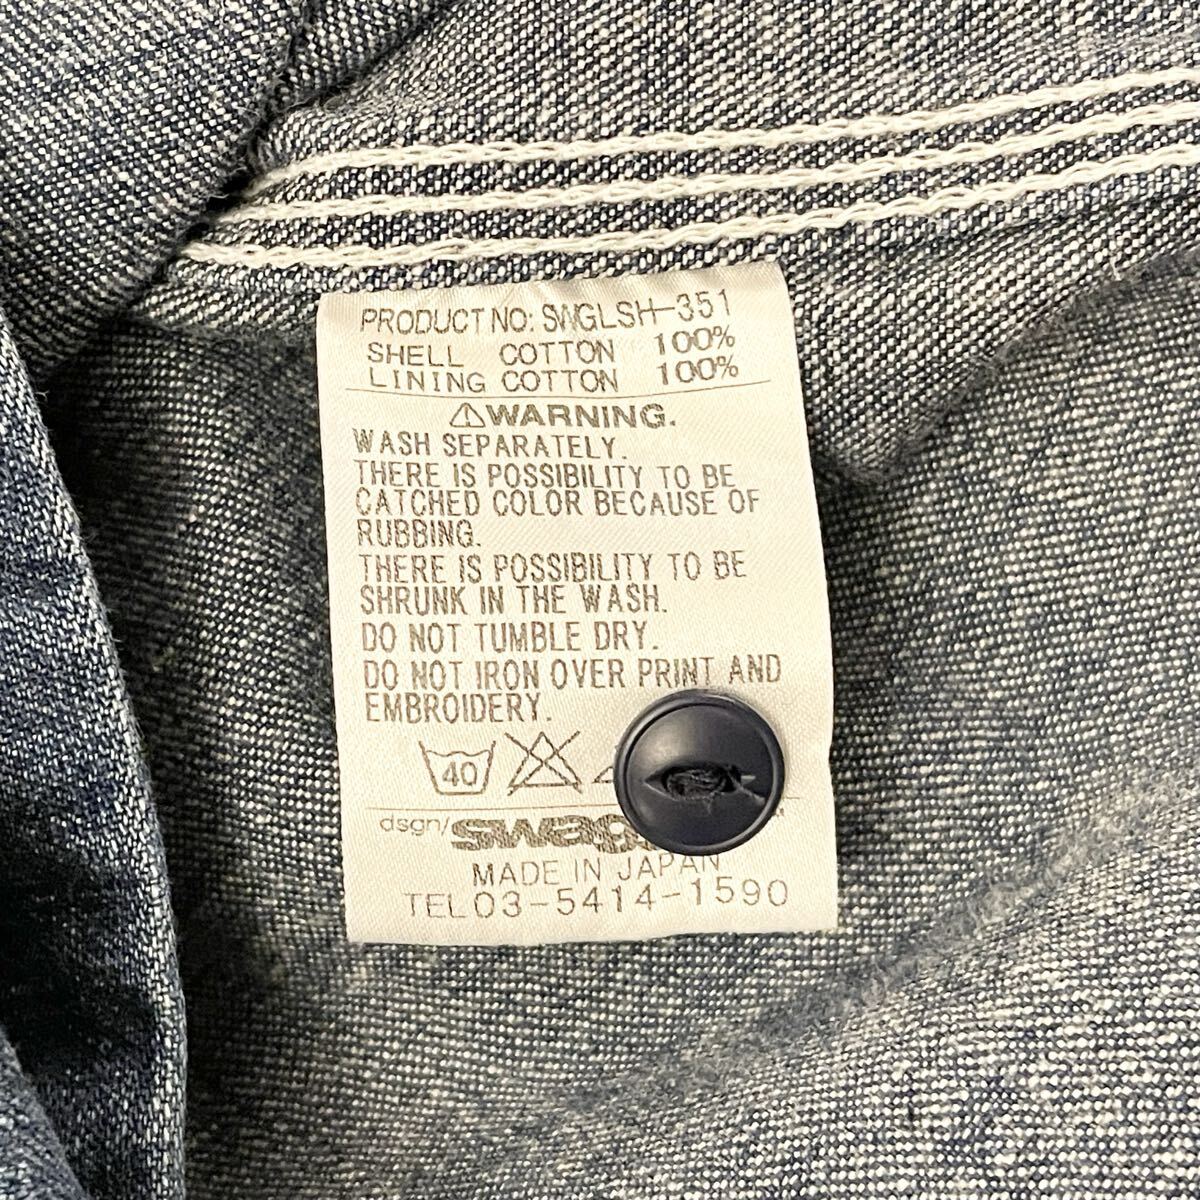 PRODUCT NO: SWGLSH-351
SHELL COTTON 100%
LINING COTTON 100%
⚠WARNING.
WASH SEPARATELY.
THERE IS POSSIBILITY TO BE
CATCHED COLOR BECAUSE OF
RUBBING.
THERE IS POSSIBILITY TO BE
SHRUNK IN THE WASH.
DO NOT TUMBLE DRY.
DO NOT IRON OVER PRINT AND
EMBROIDERY.
40
dsgn/
MADE IN JAPAN
TEL 03-5414-1590